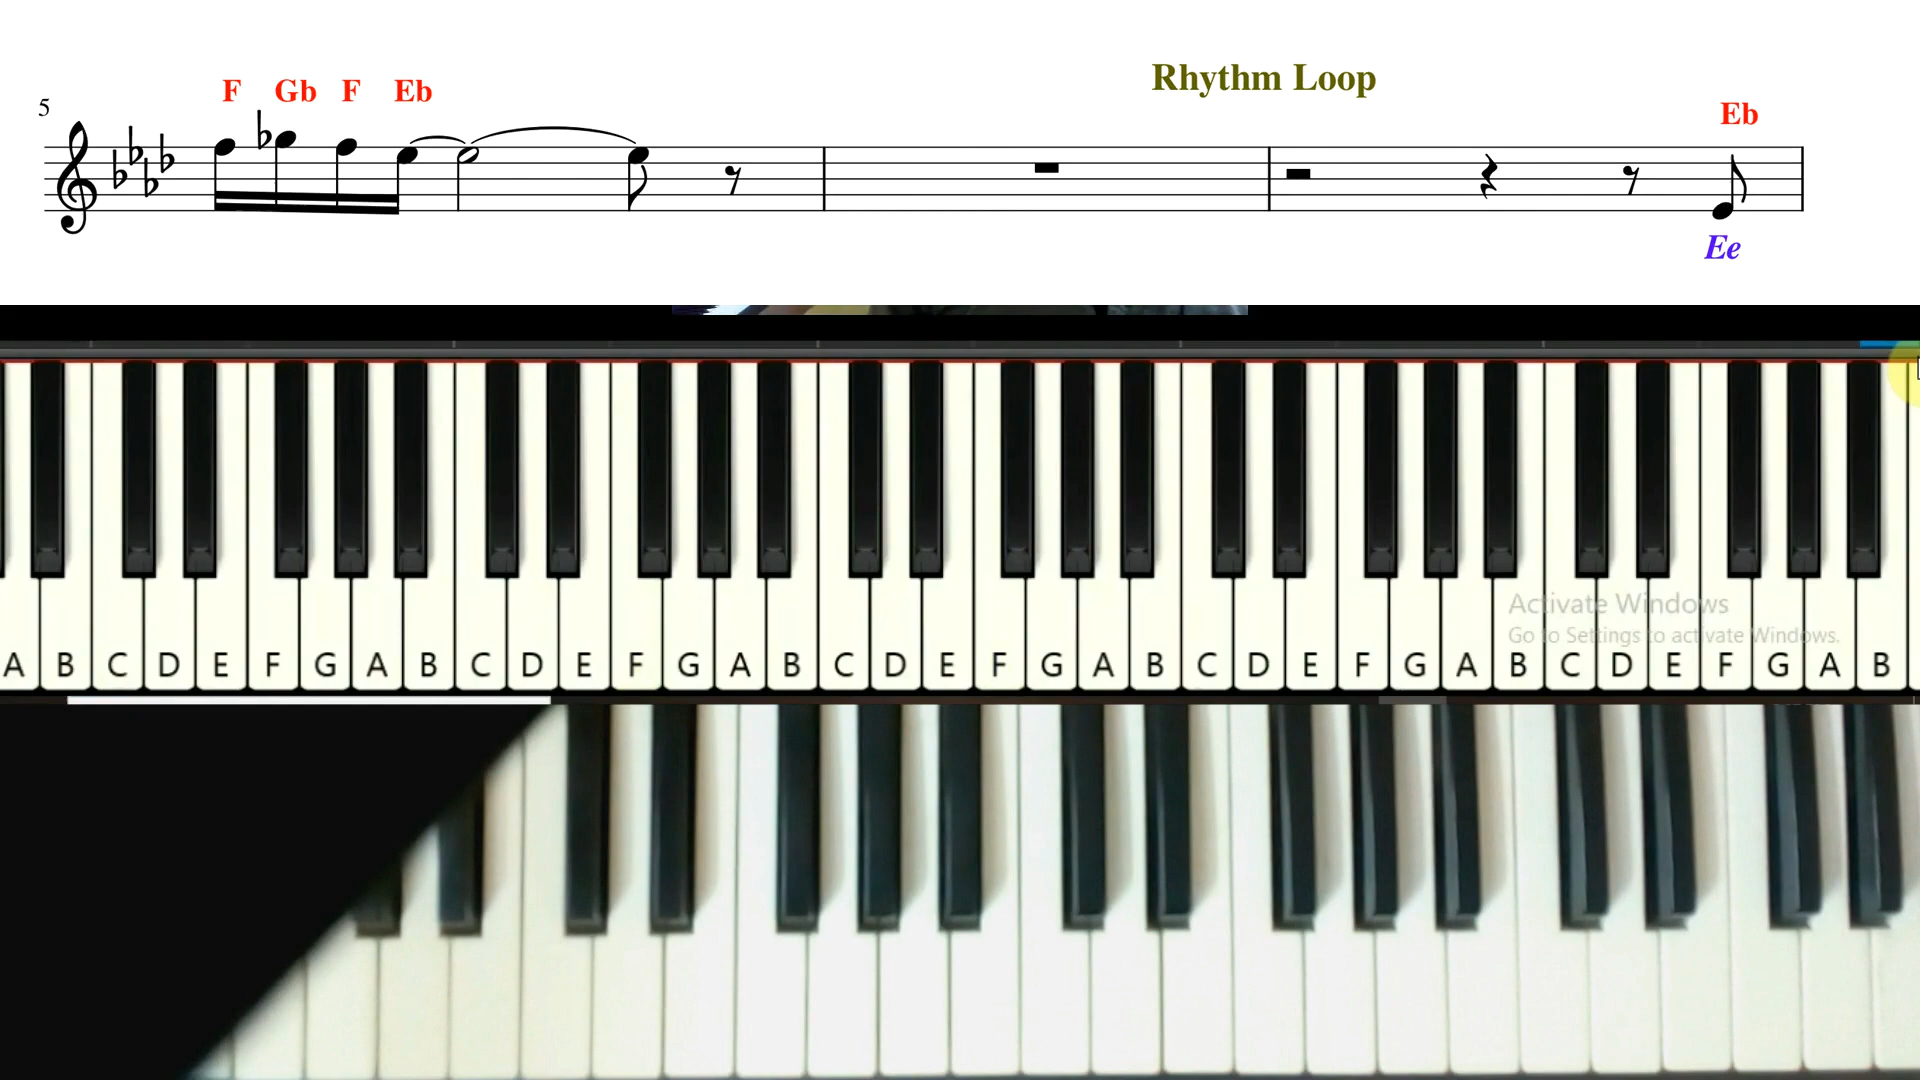 Rhythm Loop
F Gb F Eb
Eb
5
Ee
Activate Windows
Go to Settings to activate Windows.
A B C D E F G A B C D E F G A B C D E F G A B C D E F G A B C D E F G A B